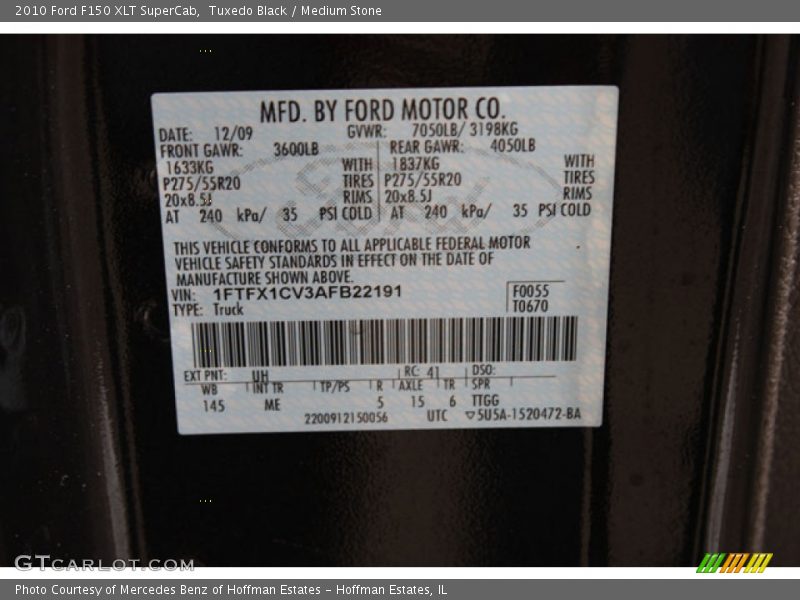 2010 Ford F150 XLT SuperCab, Tuxedo Black / Medium Stone
MFD. BY FORD MOTOR CO.
DATE: 12/09 GVWR: 7050LB/ 3198KG
FRONT GAWR: 3600LB REAR GAWR: 4050LB
1633KG WITH 1837KG WITH
P275/55R20 TIRES P275/55R20 TIRES
20x8.5J RIMS 20x8.5J RIMS
AT 240 kPa/ 35 PSI COLD AT 240 kPa/ 35 PSI COLD
THIS VEHICLE CONFORMS TO ALL APPLICABLE FEDERAL MOTOR
VEHICLE SAFETY STANDARDS IN EFFECT ON THE DATE OF
MANUFACTURE SHOWN ABOVE.
VIN: 1FTFX1CV3AFB22191 F0055
TYPE: Truck T0670
EXT PNT: UH RC: 41 DSO:
WB INT TR TP/PS R AXLE TR SPR
145 ME 5 15 6 TTGG
2200912150056 UTC 5U5A-1520472-BA
GTCARLOT.COM
Photo Courtesy of Mercedes Benz of Hoffman Estates - Hoffman Estates, IL